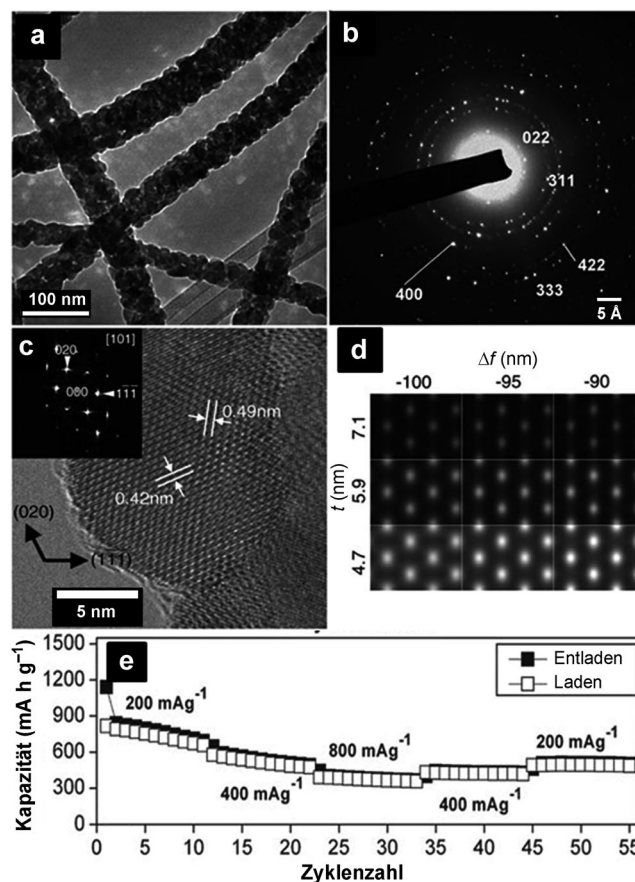 a
100 nm
b
022
311
422
400
333
5 Å
c
[101]
020
000
111
0.49nm
0.42nm
(020)
(111)
5 nm
d
Δf (nm)
-100 -95 -90
t (nm)
7.1
5.9
4.7
e
Kapazität (mA h g⁻¹)
1500
1200
900
600
300
0
Entladen
Laden
200 mAg⁻¹
400 mAg⁻¹
800 mAg⁻¹
400 mAg⁻¹
200 mAg⁻¹
0 5 10 15 20 25 30 35 40 45 50 55
Zyklenzahl